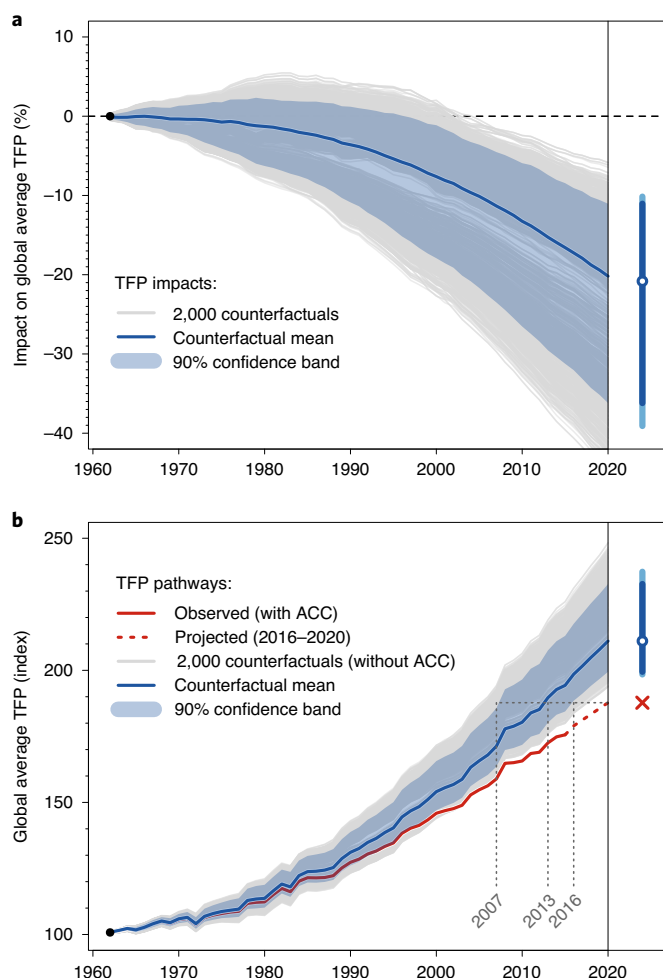 a
10
0
−10
−20
−30
−40
Impact on global average TFP (%)
TFP impacts:
2,000 counterfactuals
Counterfactual mean
90% confidence band
1960 1970 1980 1990 2000 2010 2020
b
250
200
150
100
Global average TFP (index)
TFP pathways:
Observed (with ACC)
Projected (2016–2020)
2,000 counterfactuals (without ACC)
Counterfactual mean
90% confidence band
2007
2013
2016
1960 1970 1980 1990 2000 2010 2020